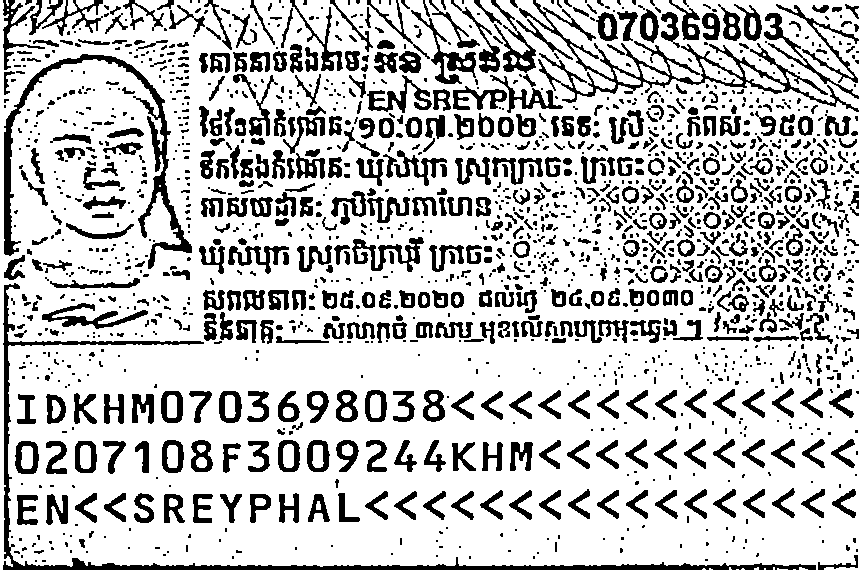 070369803
គោត្តនាមនិងនាម: អិន ស្រីផល
EN SREYPHAL
ថ្ងៃខែឆ្នាំកំណើត: ១០.០៧.២០០២ ភេទ: ស្រី កំពស់: ១៥០ ស.
ទីកន្លែងកំណើត: ឃុំសំបុក ស្រុកក្រចេះ ក្រចេះ
អាសយដ្ឋាន: ភូមិស្រែតាហែន
ឃុំសំបុក ស្រុកចិត្របុរី ក្រចេះ
សុពលភាព: ២៥.០៩.២០២០ ដល់ថ្ងៃ ២៤.០៩.២០៣០
ភិនភាគ: សំលាកចំ ៣ស.ម មុខលើស្លាបច្រមុះឆ្វេង ។
IDKHM0703698038<<<<<<<<<<<<<<<
0207108F3009244KHM<<<<<<<<<<<
EN<<SREYPHAL<<<<<<<<<<<<<<<<<